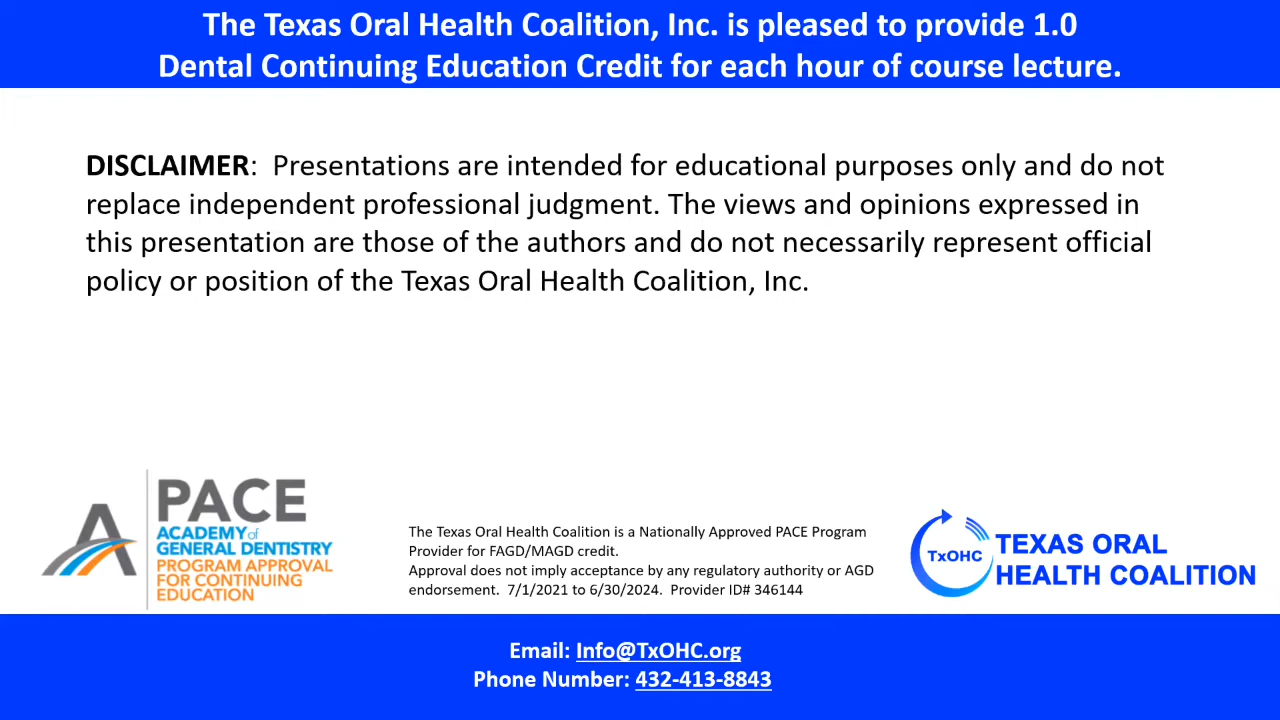 The Texas Oral Health Coalition, Inc. is pleased to provide 1.0
Dental Continuing Education Credit for each hour of course lecture.
DISCLAIMER:  Presentations are intended for educational purposes only and do not
replace independent professional judgment. The views and opinions expressed in
this presentation are those of the authors and do not necessarily represent official
policy or position of the Texas Oral Health Coalition, Inc.
PACE
ACADEMY of
GENERAL DENTISTRY
PROGRAM APPROVAL
FOR CONTINUING
EDUCATION
The Texas Oral Health Coalition is a Nationally Approved PACE Program
Provider for FAGD/MAGD credit.
Approval does not imply acceptance by any regulatory authority or AGD
endorsement.  7/1/2021 to 6/30/2024.  Provider ID# 346144
TxOHC
TEXAS ORAL
HEALTH COALITION
Email: Info@TxOHC.org
Phone Number: 432-413-8843